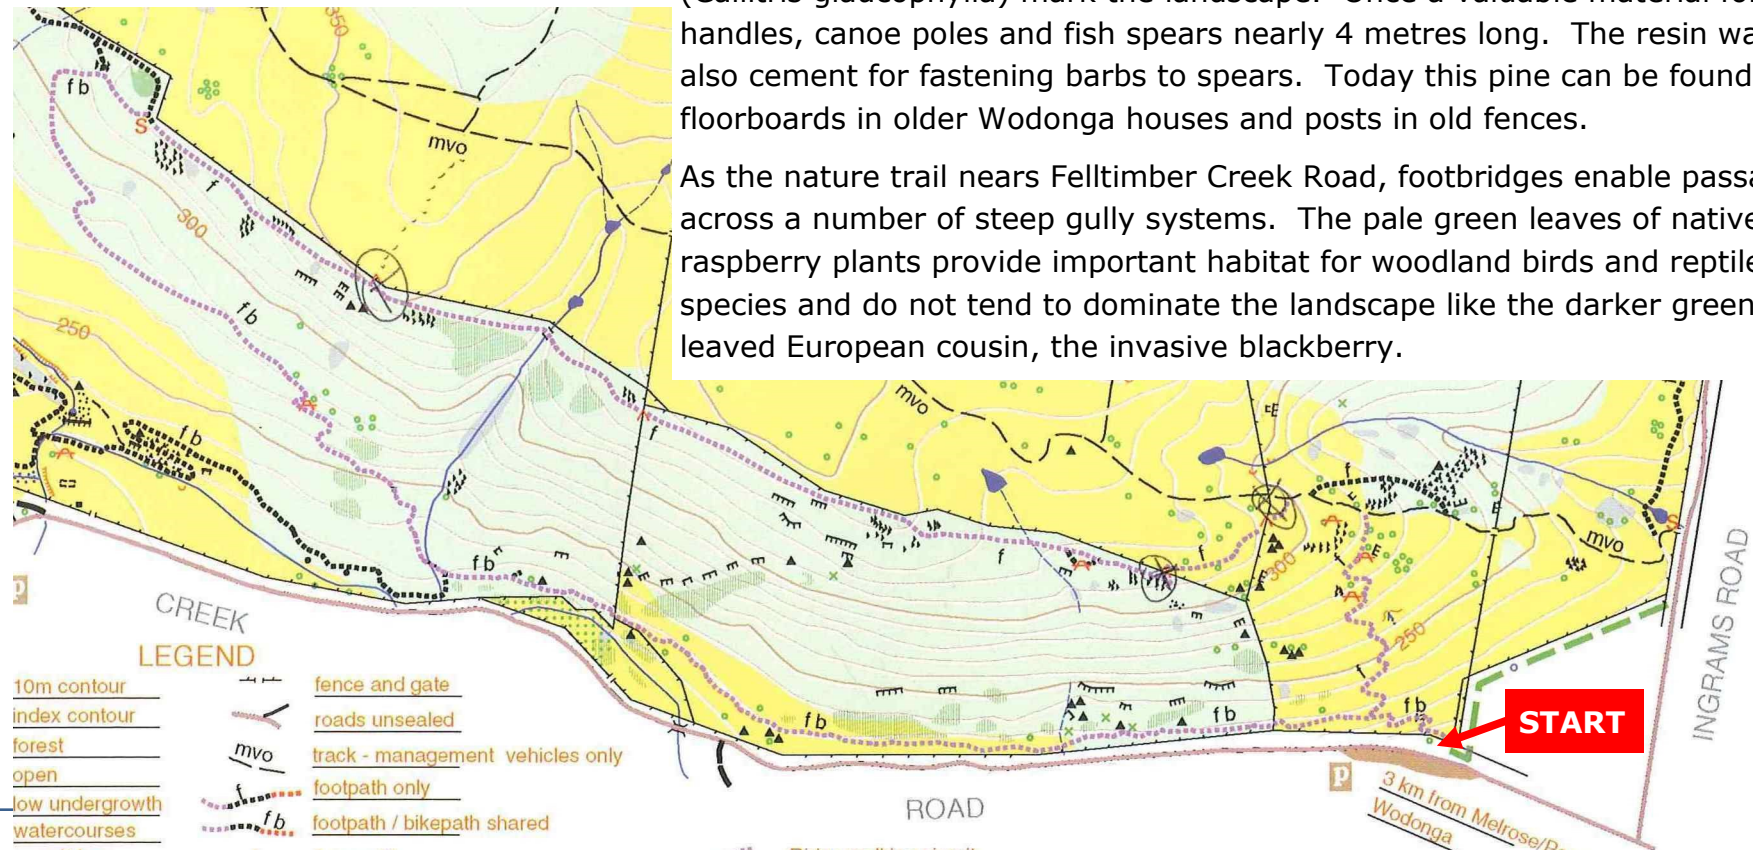 handles, canoe poles and fish spears nearly 4 metres long. The resin wa
also cement for fastening barbs to spears. Today this pine can be found
floorboards in older Wodonga houses and posts in old fences.
As the nature trail nears Felltimber Creek Road, footbridges enable passa
across a number of steep gully systems. The pale green leaves of native
raspberry plants provide important habitat for woodland birds and reptile
species and do not tend to dominate the landscape like the darker green
leaved European cousin, the invasive blackberry.
350
fb
S
mvo
f
300
fb
250
mvo
f
fb
A
A
fb
f
A
f
f
E
S
mvo
300
A
A
A
250
f
fb
fb
fb
START
INGRAMS ROAD
p
CREEK
ROAD
p
3 km from Melrose/
Wodonga
LEGEND
10m contour
index contour
forest
open
low undergrowth
watercourses
fence and gate
roads unsealed
mvo track - management vehicles only
f footpath only
fb footpath / bikepath shared